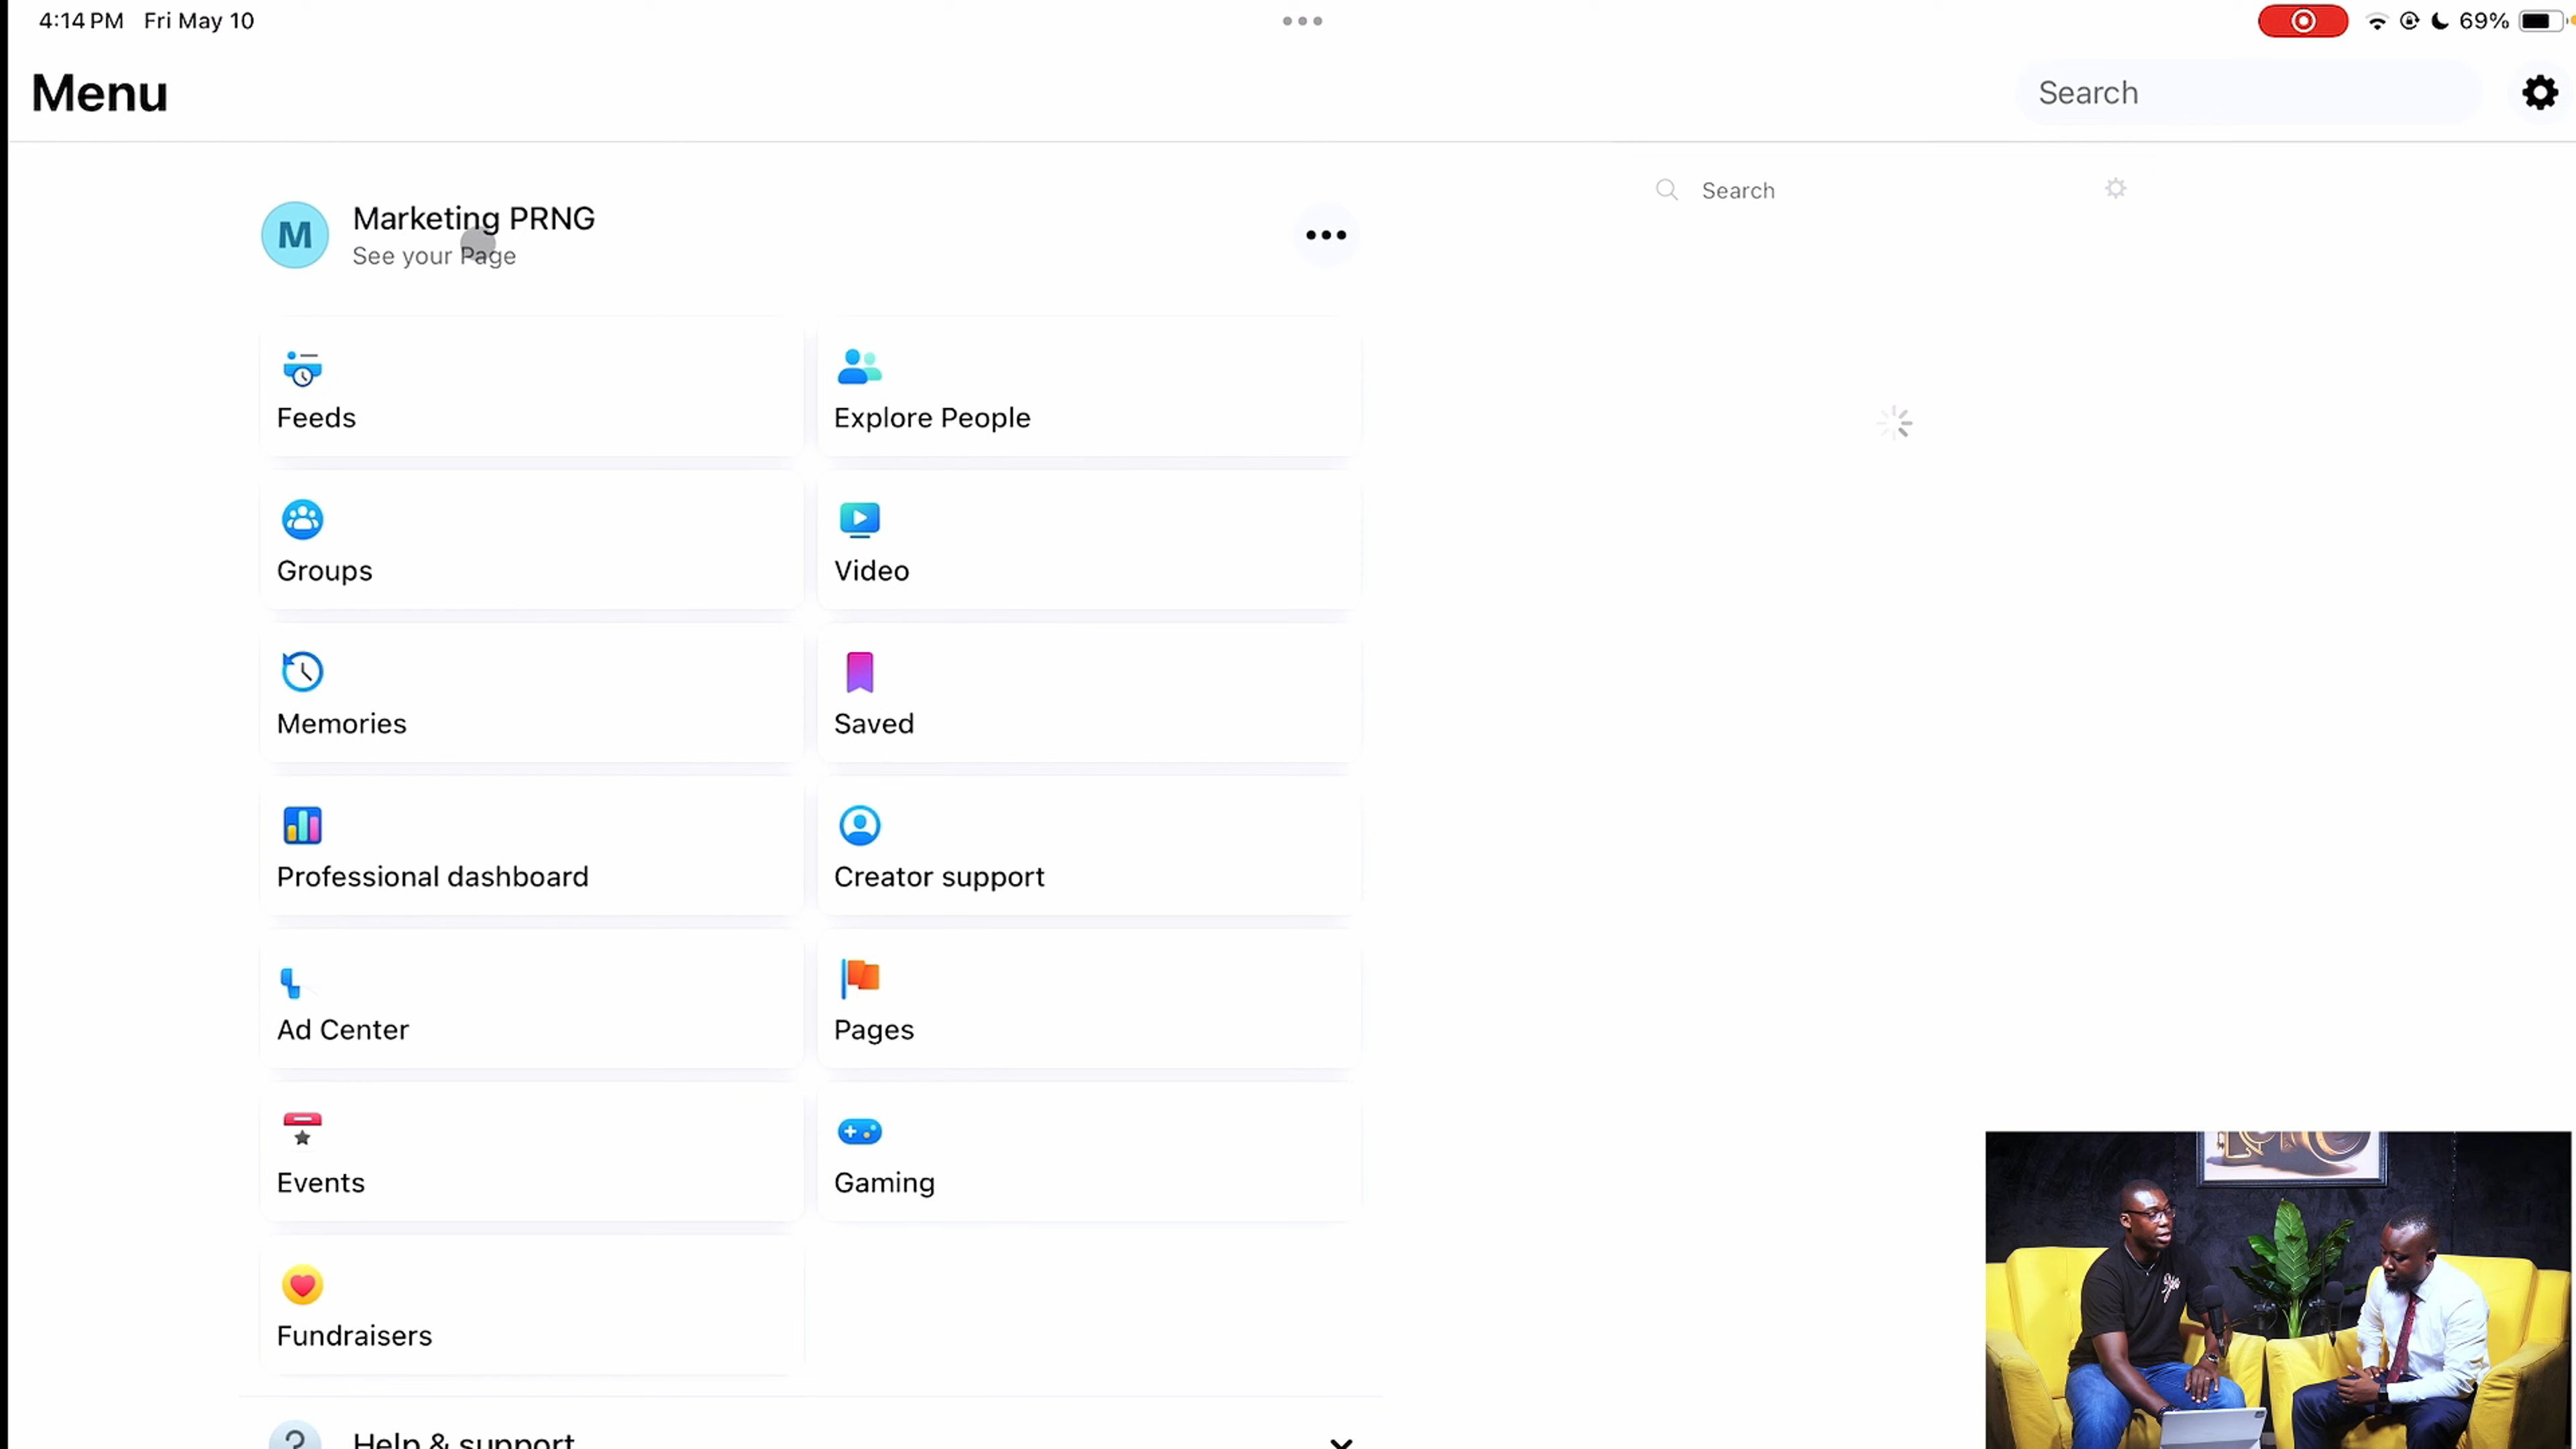 4:14 PM Fri May 10
69%
Menu
Search
Search
Marketing PRNG
See your Page
M
Feeds
Explore People
Groups
Video
Memories
Saved
Professional dashboard
Creator support
Ad Center
Pages
Events
Gaming
Fundraisers
Help & support